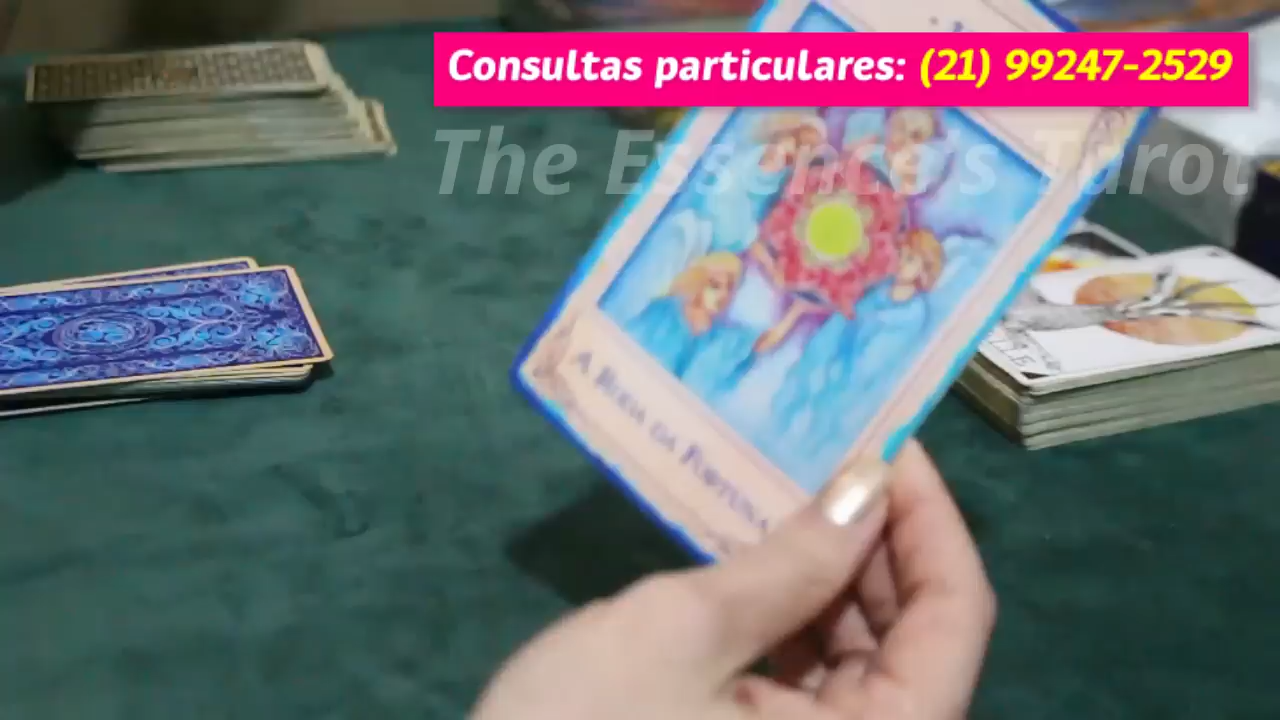 Consultas particulares: (21) 99247-2529
The Essence's Tarot
A RODA DA FORTUNA